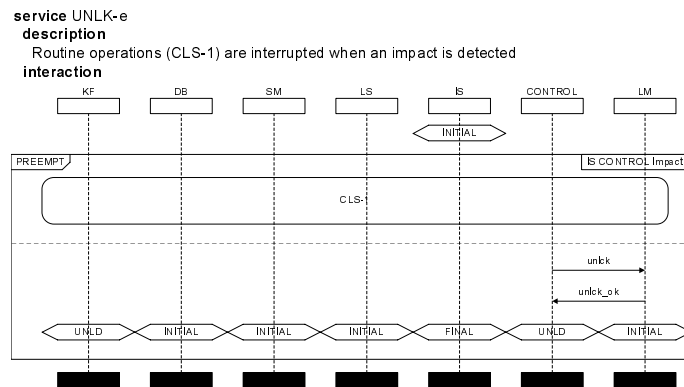 service UNLK-e
description
Routine operations (CLS-1) are interrupted when an impact is detected
interaction
KF DB SM LS IS CONTROL LM
INITIAL
PREEMPT IS CONTROL Impact
CLS-1
unlck
unlck_ok
UNLD INITIAL INITIAL INITIAL FINAL UNLD INITIAL